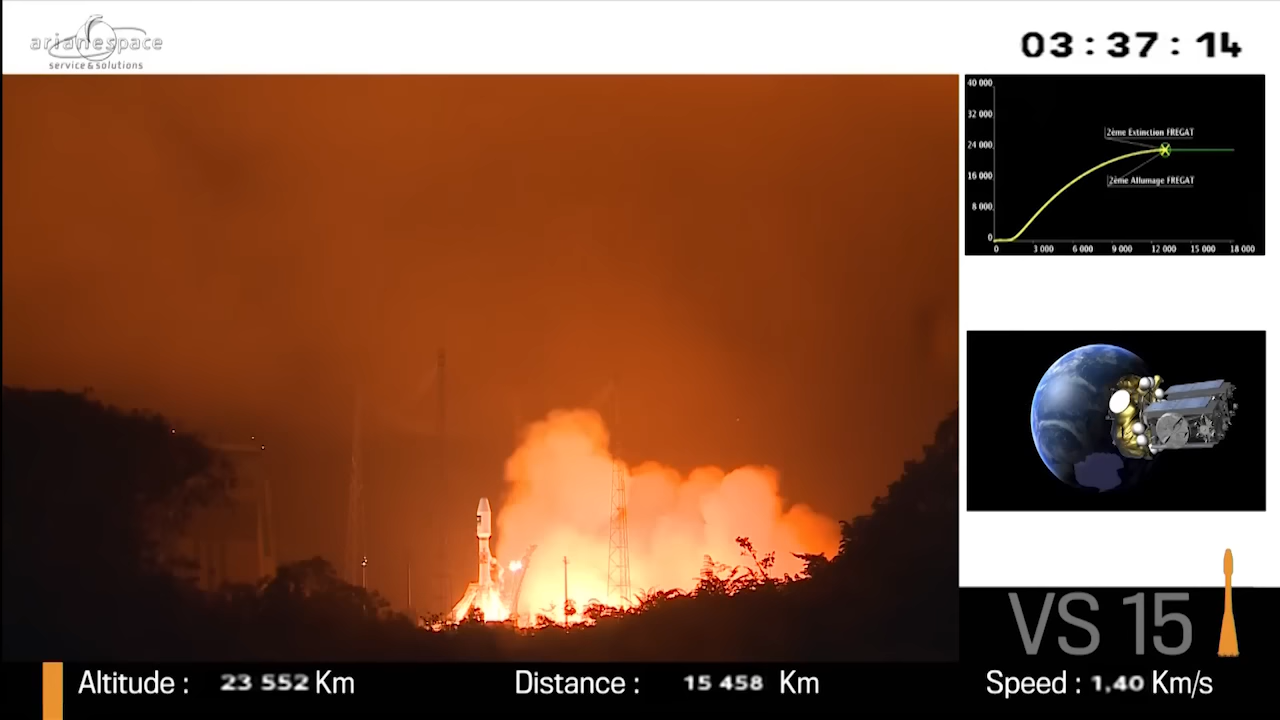 arianespace
service & solutions
03 : 37 : 14
40 000
32 000
24 000
16 000
8 000
0
2ème Extinction FREGAT
2ème Allumage FREGAT
0 3 000 6 000 9 000 12 000 15 000 18 000
VS 15
Altitude : 23 552 Km Distance : 15 458 Km Speed : 1,40 Km/s